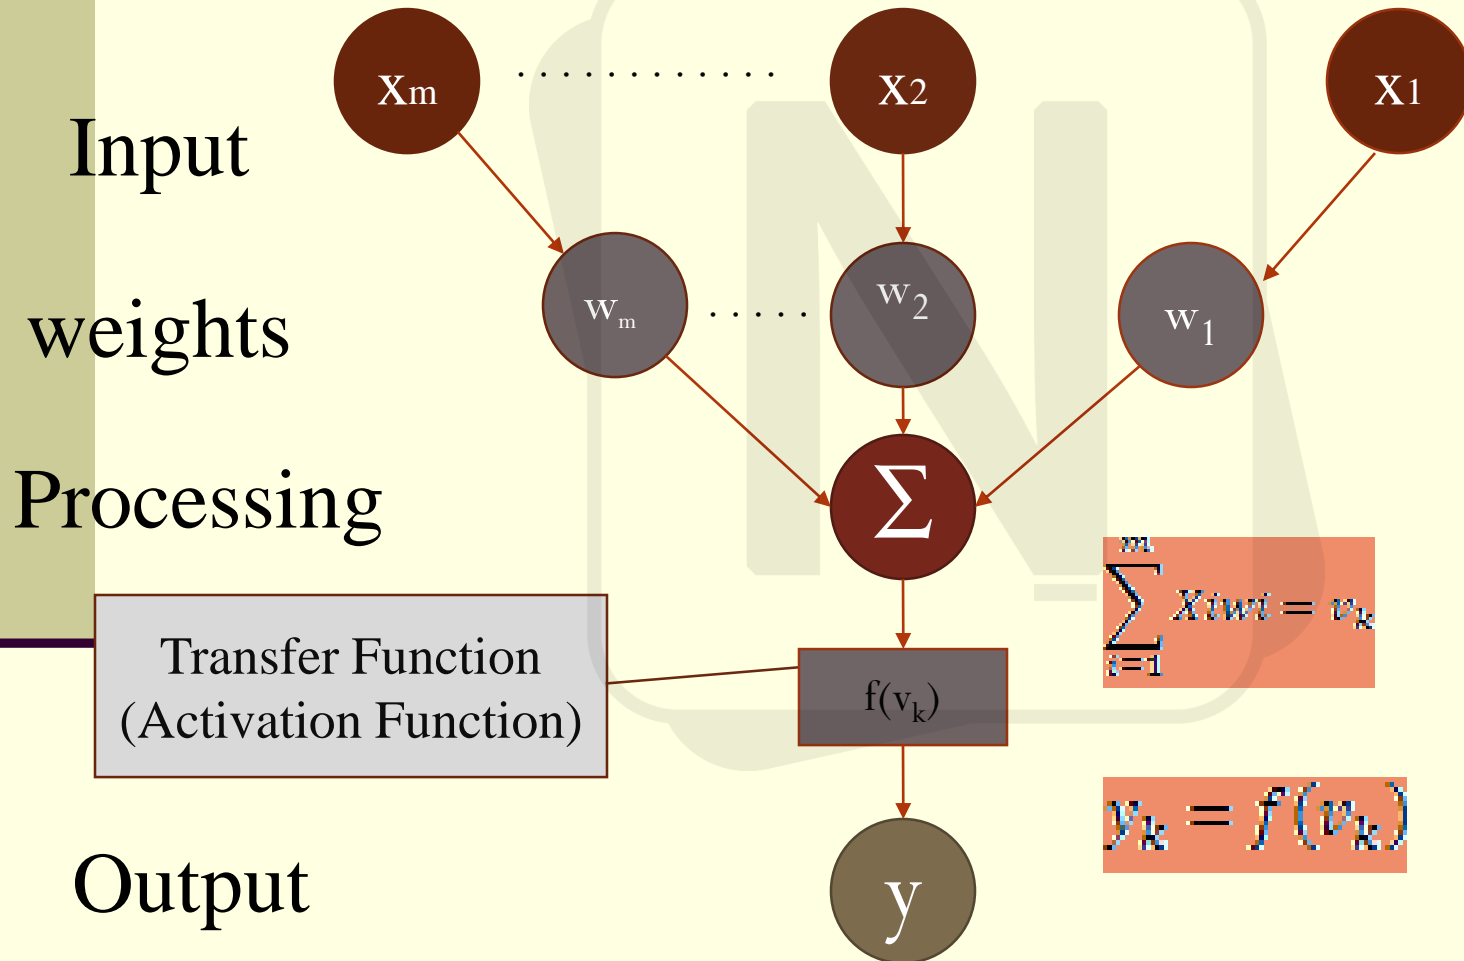 xm ............ x2 x1
Input
wm ..... w2 w1
weights
Processing
Σ
m
∑ xiwi = vk
i=1
Transfer Function
(Activation Function)
f(vk)
yk = f(vk)
Output
y
N